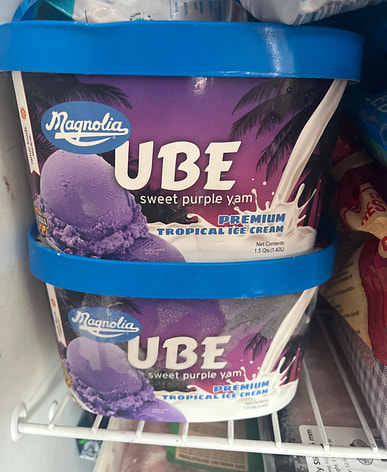 Magnolia
UBE
sweet purple yam
PREMIUM
TROPICAL ICE CREAM
Net Contents
1.5 Qts (1.42L)
Magnolia
UBE
sweet purple yam
PREMIUM
TROPICAL ICE CREAM